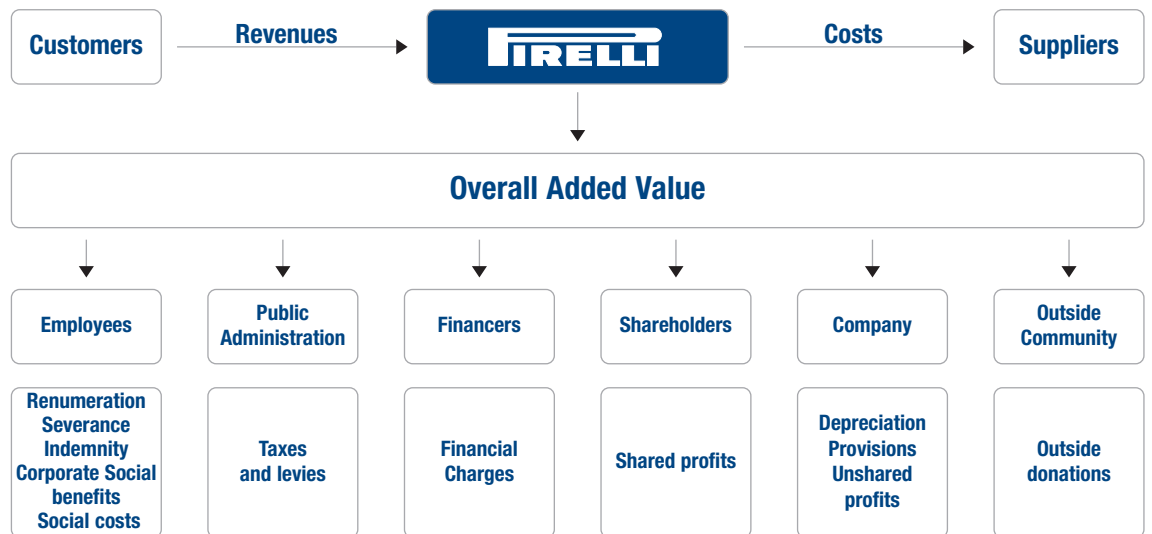 Customers
Revenues
PIRELLI
Costs
Suppliers
Overall Added Value
Employees
Public
Administration
Financers
Shareholders
Company
Outside
Community
Renumeration
Severance
Indemnity
Corporate Social
benefits
Social costs
Taxes
and levies
Financial
Charges
Shared profits
Depreciation
Provisions
Unshared
profits
Outside
donations